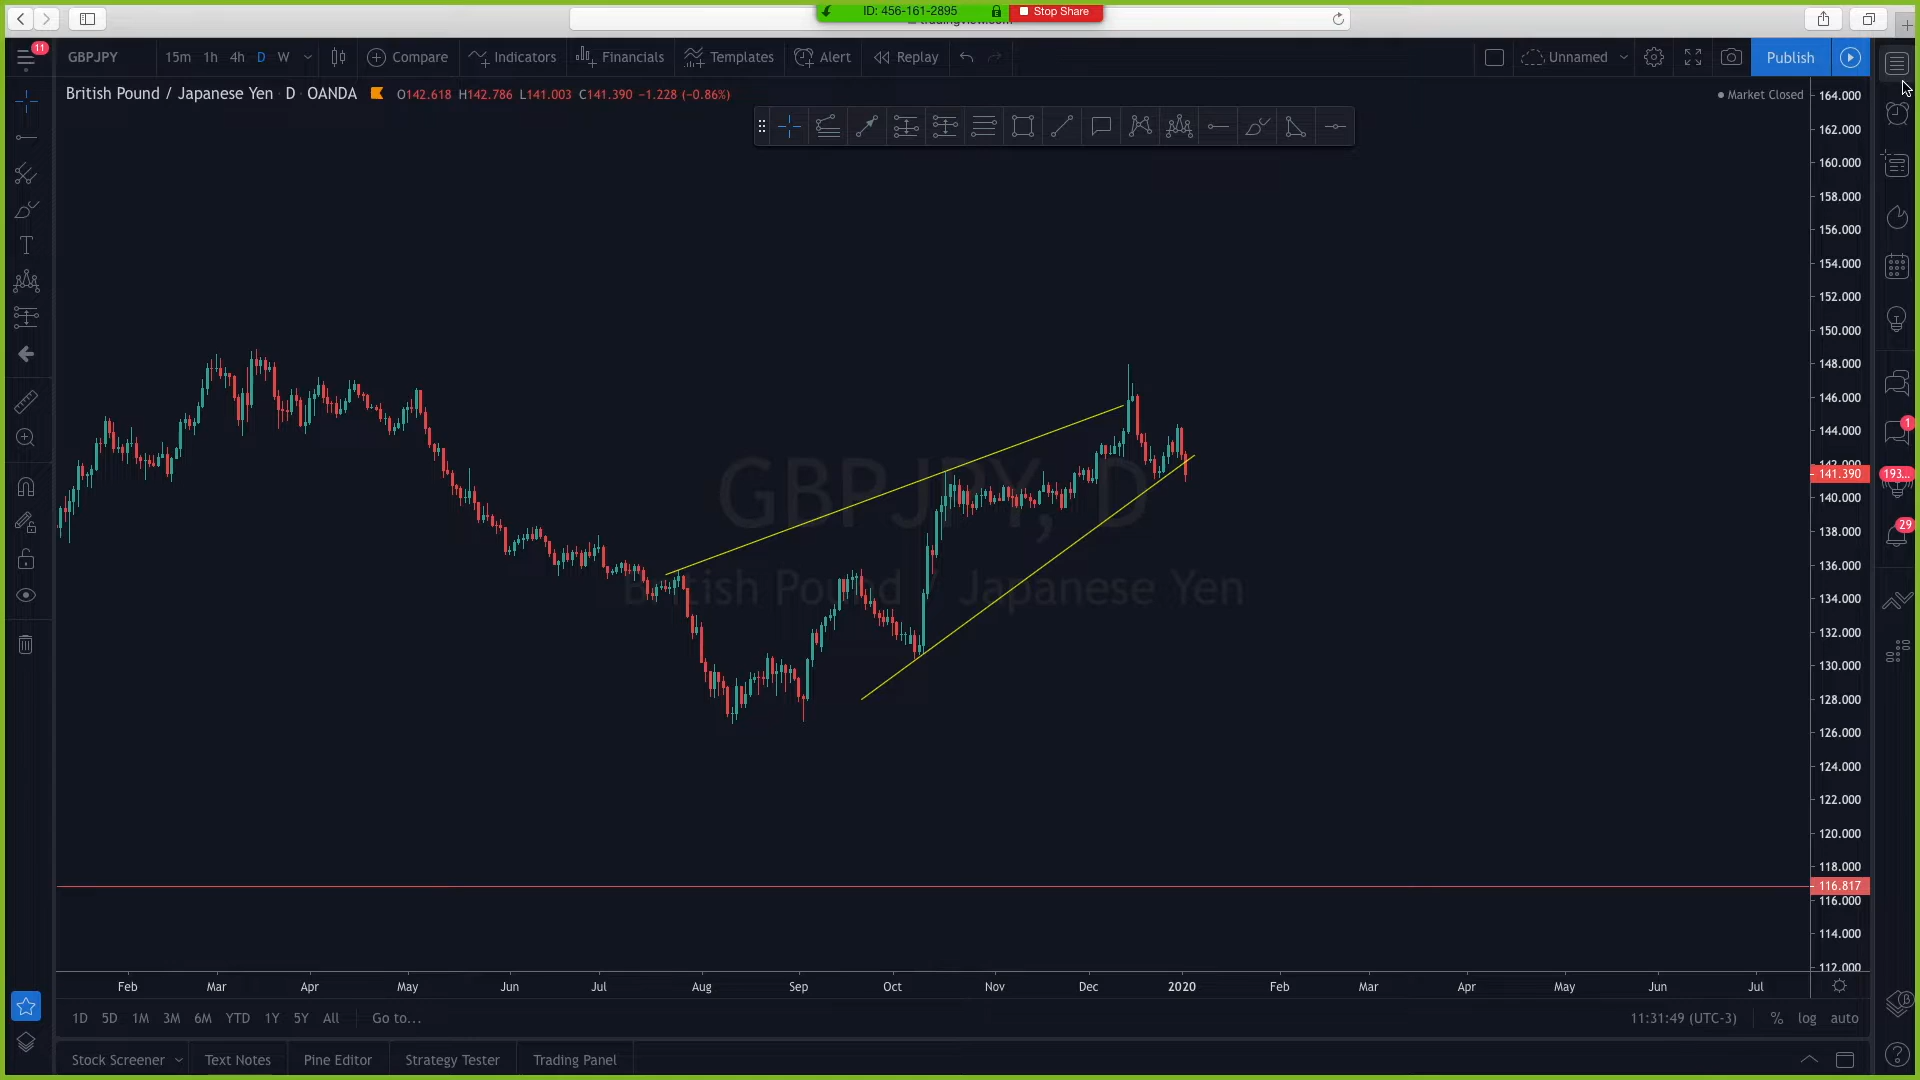 ID: 456-161-2895
Stop Share
11
GBPJPY
15m 1h 4h D W
Compare
Indicators
Financials
Templates
Alert
Replay
Unnamed
Publish
British Pound / Japanese Yen · D · OANDA
O142.618 H142.786 L141.003 C141.390 −1.228 (−0.86%)
Market Closed
164.000
162.000
160.000
158.000
156.000
154.000
152.000
150.000
148.000
146.000
144.000
142.000
141.390
140.000
138.000
136.000
134.000
132.000
130.000
128.000
126.000
124.000
122.000
120.000
118.000
116.817
116.000
114.000
112.000
1
193...
29
GBPJPY, D
British Pound / Japanese Yen
Feb Mar Apr May Jun Jul Aug Sep Oct Nov Dec 2020 Feb Mar Apr May Jun Jul
1D 5D 1M 3M 6M YTD 1Y 5Y All Go to...
11:31:49 (UTC-3) % log auto
Stock Screener Text Notes Pine Editor Strategy Tester Trading Panel